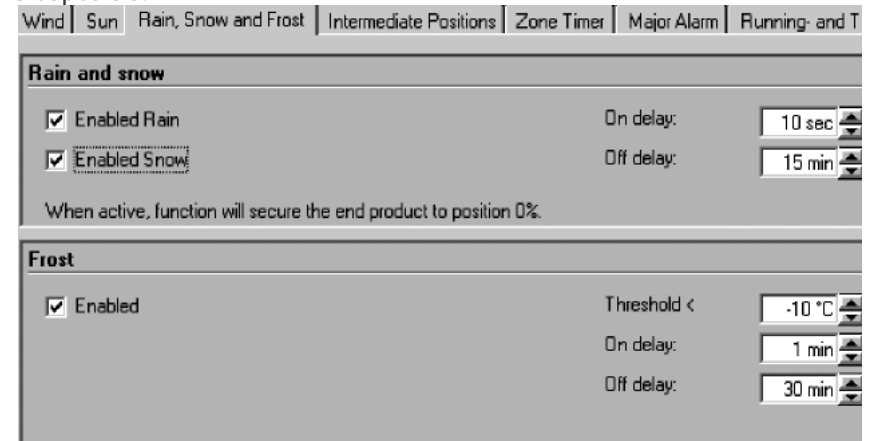 Wind Sun Rain, Snow and Frost Intermediate Positions Zone Timer Major Alarm Running- and T
Rain and snow
Enabled Rain On delay: 10 sec
Enabled Snow Off delay: 15 min
When active, function will secure the end product to position 0%.
Frost
Enabled Threshold < -10 °C
On delay: 1 min
Off delay: 30 min